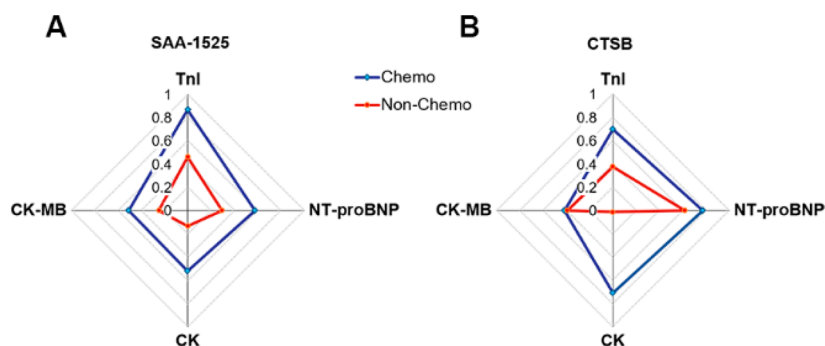 A
SAA-1525
TnI
1
0.8
0.6
0.4
0.2
0
CK-MB
NT-proBNP
CK
Chemo
Non-Chemo
B
CTSB
TnI
1
0.8
0.6
0.4
0.2
0
CK-MB
NT-proBNP
CK